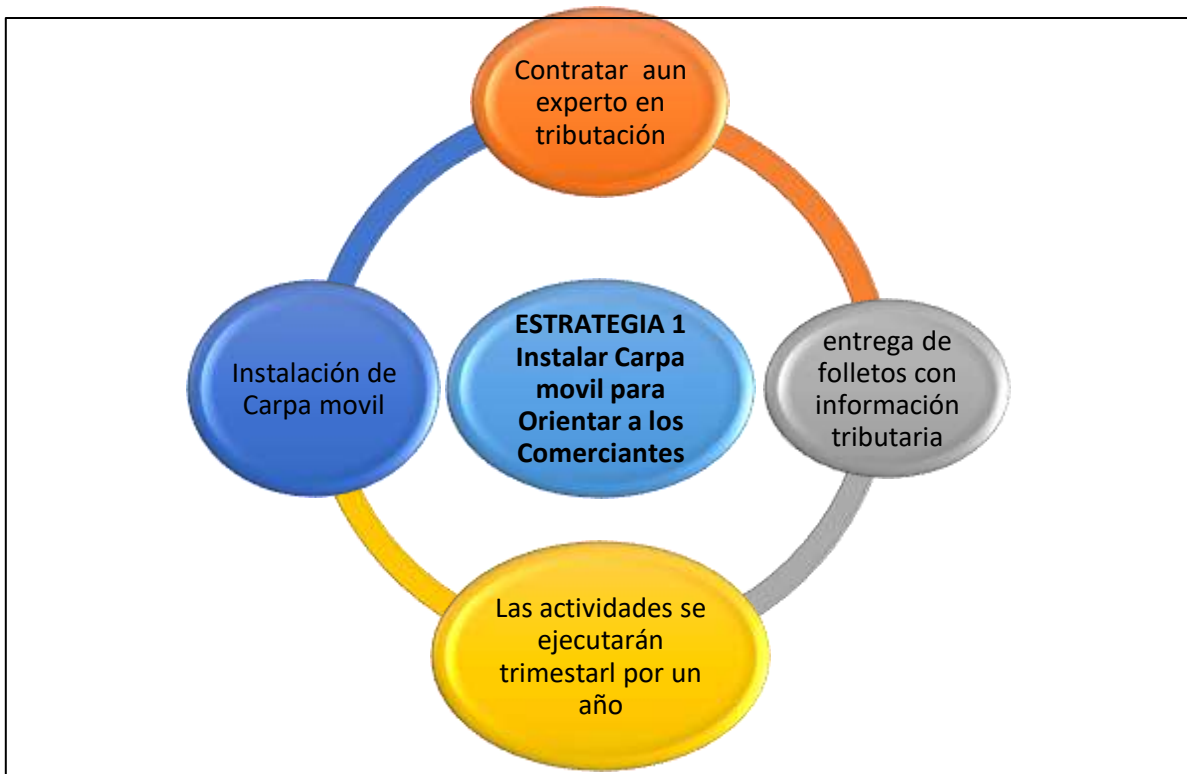 Contratar aun
experto en
tributación
Instalación de
Carpa movil
ESTRATEGIA 1
Instalar Carpa
movil para
Orientar a los
Comerciantes
entrega de
folletos con
información
tributaria
Las actividades se
ejecutarán
trimestarl por un
año